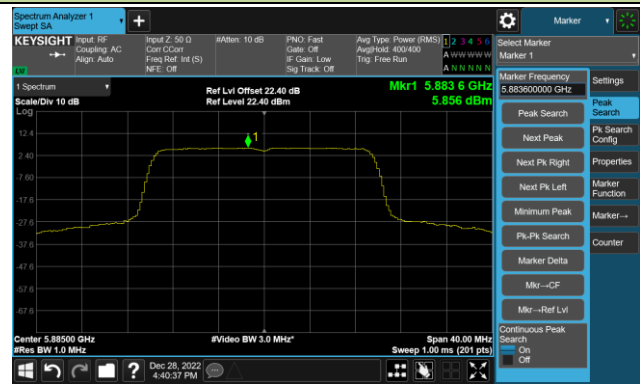 Spectrum Analyzer 1
Swept SA
Marker
KEYSIGHT
Input: RF
Coupling: AC
Align: Auto
Input Z: 50 Ω
Corr CCorr
Freq Ref: Int (S)
NFE: Off
#Atten: 10 dB
PNO: Fast
Gate: Off
IF Gain: Low
Sig Track: Off
Avg Type: Power (RMS)
Avg|Hold: 400/400
Trig: Free Run
1 2 3 4 5 6
A W W W W W
A N N N N N
Select Marker
Marker 1
1 Spectrum
Ref Lvl Offset 22.40 dB
Mkr1 5.883 6 GHz
Scale/Div 10 dB
Ref Level 22.40 dBm
5.856 dBm
Log
12.4
2.40
-7.60
-17.6
-27.6
-37.6
-47.6
-57.6
-67.6
1
Center 5.88500 GHz
#Video BW 3.0 MHz*
Span 40.00 MHz
#Res BW 1.0 MHz
Sweep 1.00 ms (201 pts)
Marker Frequency
5.883600000 GHz
Peak Search
Next Peak
Next Pk Right
Next Pk Left
Minimum Peak
Pk-Pk Search
Marker Delta
Mkr→CF
Mkr→Ref Lvl
Continuous Peak
Search
On
Off
Settings
Peak
Search
Pk Search
Config
Properties
Marker
Function
Marker→
Counter
?
Dec 28, 2022
4:40:37 PM